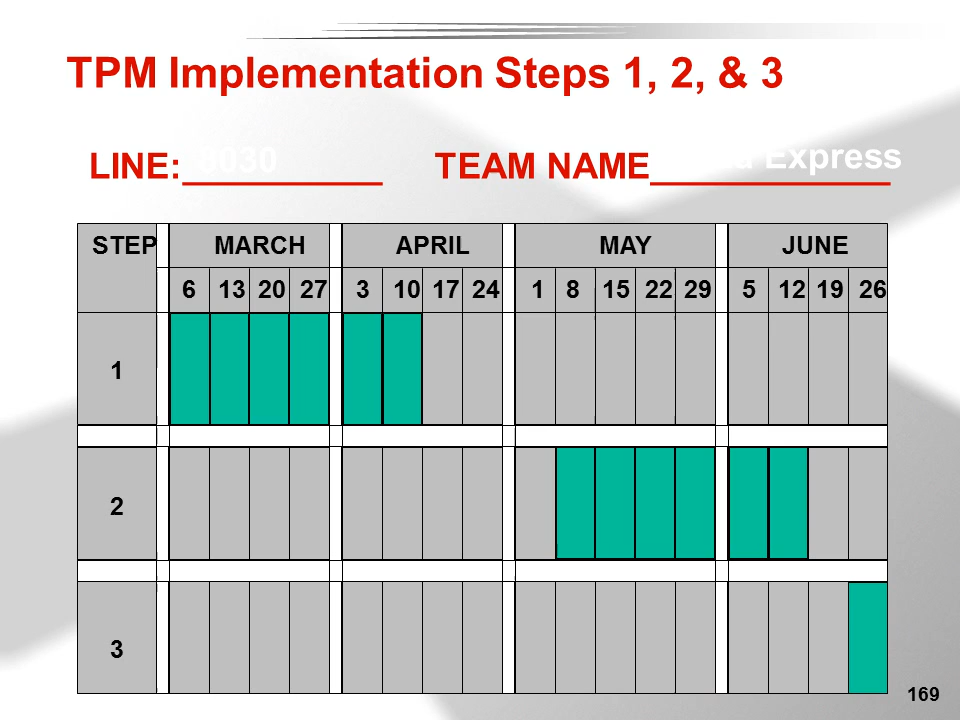 TPM Implementation Steps 1, 2, & 3
LINE:__________ 8030 TEAM NAME____________ Express
STEP MARCH APRIL MAY JUNE
6 13 20 27 3 10 17 24 1 8 15 22 29 5 12 19 26
1
2
3
169